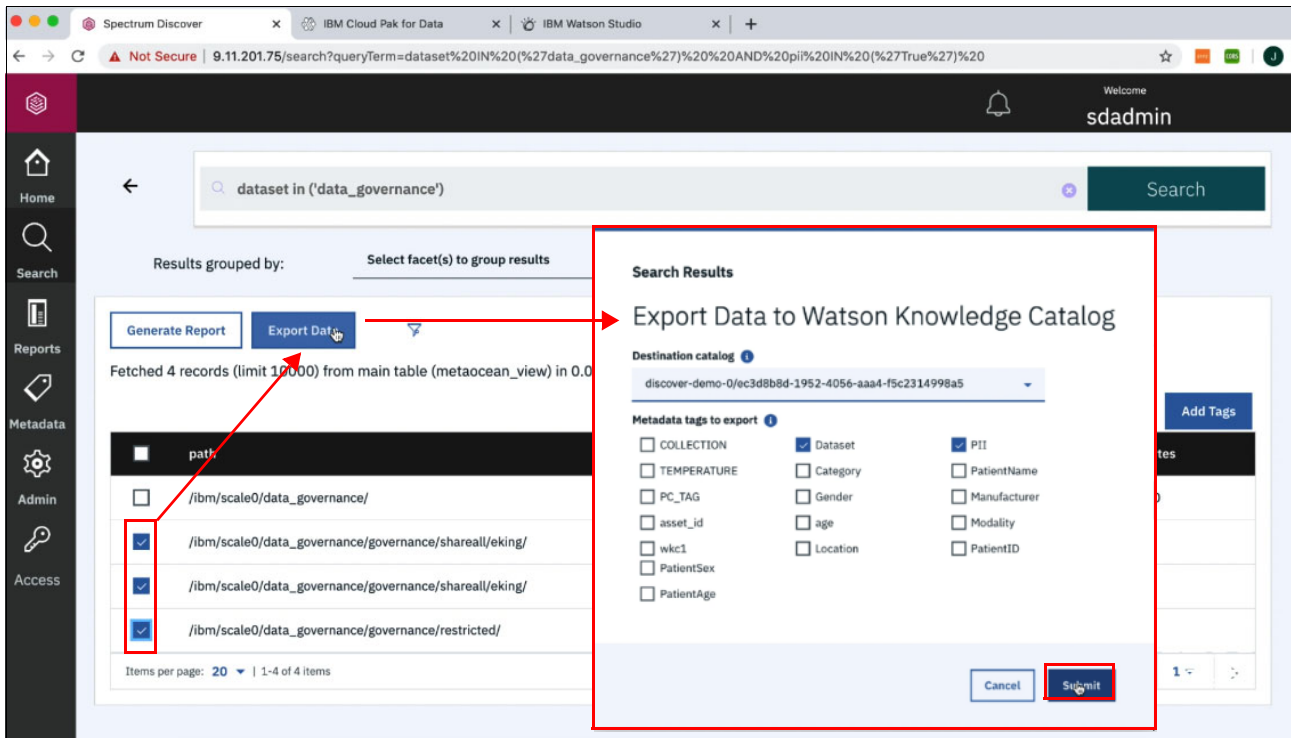 Spectrum Discover
IBM Cloud Pak for Data
IBM Watson Studio
Not Secure | 9.11.201.75/search?queryTerm=dataset%20IN%20(%27data_governance%27)%20%20AND%20pii%20IN%20(%27True%27)%20
J
Welcome
sdadmin
Home
Search
Reports
Metadata
Admin
Access
dataset in ('data_governance')
Search
Results grouped by:
Select facet(s) to group results
Generate Report
Export Data
Fetched 4 records (limit 10000) from main table (metaocean_view) in 0.0
Add Tags
path
tes
/ibm/scale0/data_governance/
/ibm/scale0/data_governance/governance/shareall/eking/
/ibm/scale0/data_governance/governance/shareall/eking/
/ibm/scale0/data_governance/governance/restricted/
Items per page: 20 | 1-4 of 4 items
1
Search Results
Export Data to Watson Knowledge Catalog
Destination catalog
discover-demo-0/ec3d8b8d-1952-4056-aaa4-f5c2314998a5
Metadata tags to export
COLLECTION
Dataset
PII
TEMPERATURE
Category
PatientName
PC_TAG
Gender
Manufacturer
asset_id
age
Modality
wkc1
Location
PatientID
PatientSex
PatientAge
Cancel
Submit